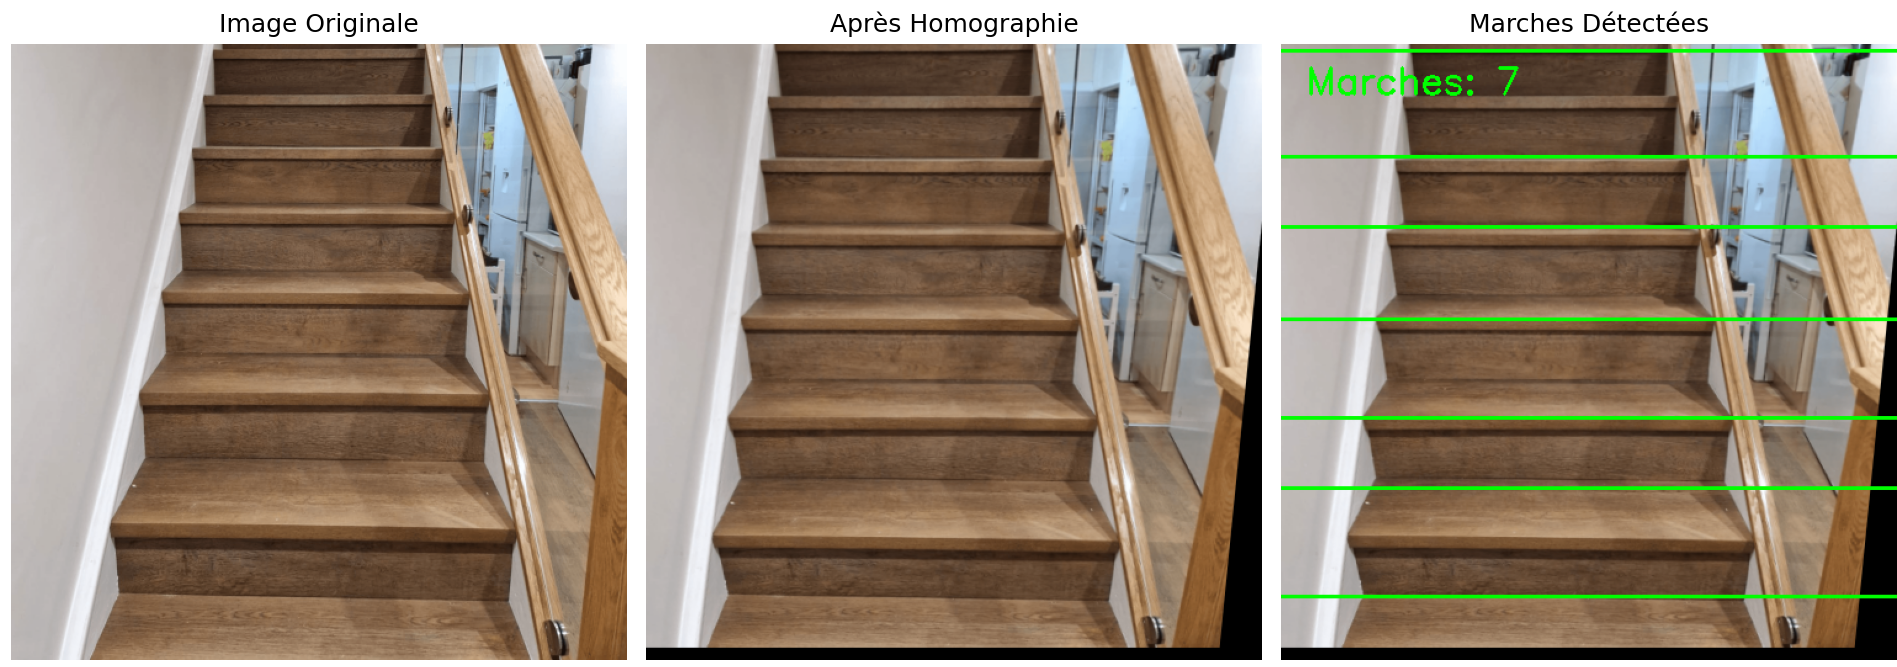 Image Originale
Après Homographie
Marches Détectées
Marches: 7